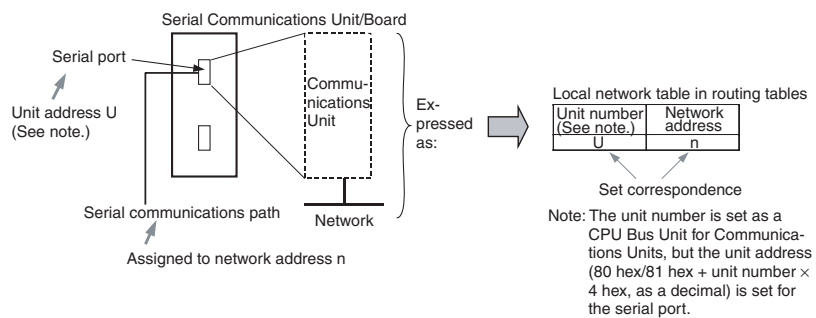 Serial Communications Unit/Board
Serial port
Unit address U
(See note.)
Commu-
nications
Unit
Ex-
pressed
as:
Serial communications path
Network
Assigned to network address n
Local network table in routing tables
Unit number
(See note.)
Network
address
U
n
Set correspondence
Note: The unit number is set as a
CPU Bus Unit for Communica-
tions Units, but the unit address
(80 hex/81 hex + unit number ×
4 hex, as a decimal) is set for
the serial port.